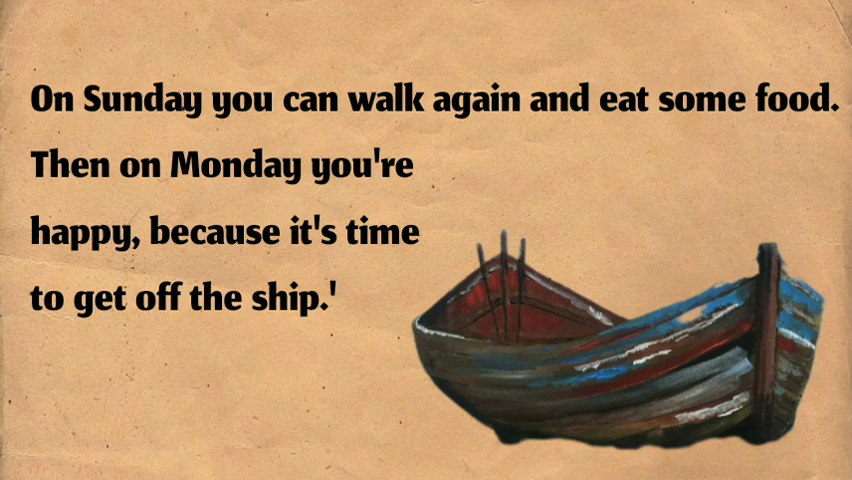 On Sunday you can walk again and eat some food.
Then on Monday you're
happy, because it's time
to get off the ship.'